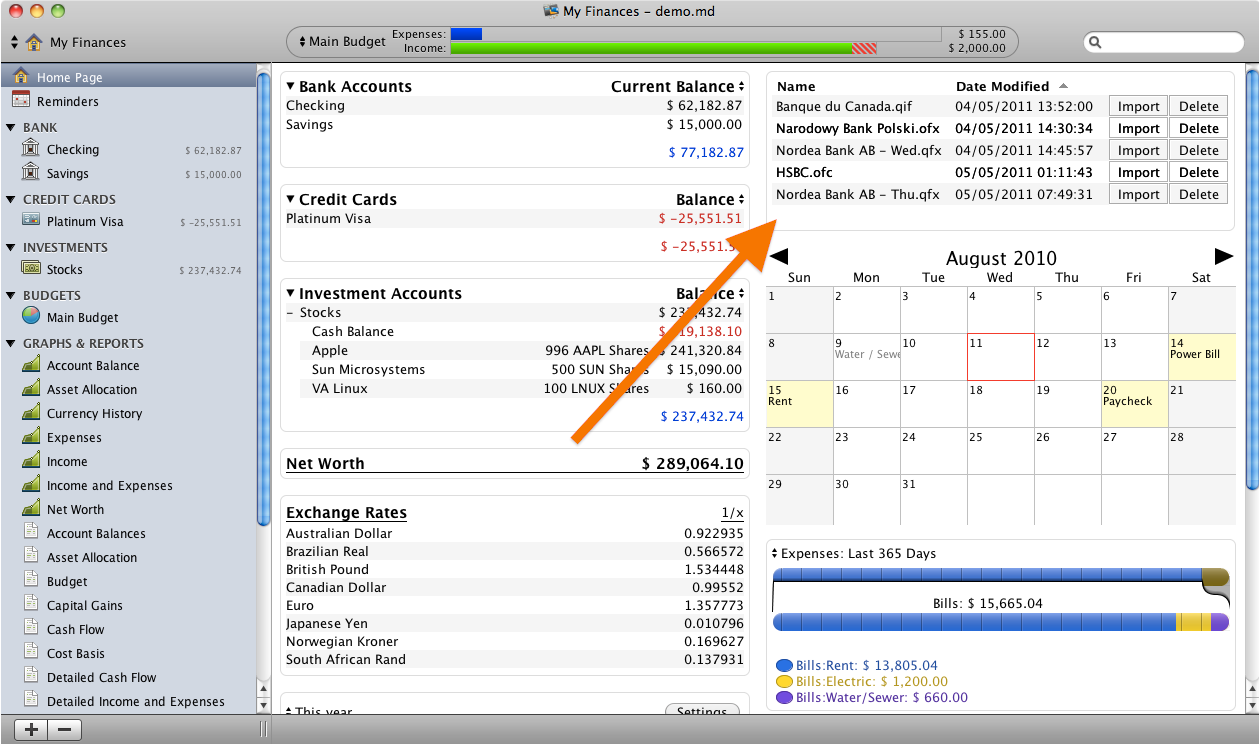 My Finances – demo.md
My Finances
Main Budget
Expenses: $ 155.00
Income: $ 2,000.00
Home Page
Reminders
BANK
Checking $ 62,182.87
Savings $ 15,000.00
CREDIT CARDS
Platinum Visa $ -25,551.51
INVESTMENTS
Stocks $ 237,432.74
BUDGETS
Main Budget
GRAPHS & REPORTS
Account Balance
Asset Allocation
Currency History
Expenses
Income
Income and Expenses
Net Worth
Account Balances
Asset Allocation
Budget
Capital Gains
Cash Flow
Cost Basis
Detailed Cash Flow
Detailed Income and Expenses
Bank Accounts Current Balance
Checking $ 62,182.87
Savings $ 15,000.00
$ 77,182.87
Credit Cards Balance
Platinum Visa $ -25,551.51
$ -25,551.5
Investment Accounts Balance
– Stocks $ 237,432.74
Cash Balance 19,138.10
Apple 996 AAPL Shares $ 241,320.84
Sun Microsystems 500 SUN Shares $ 15,090.00
VA Linux 100 LNUX Shares $ 160.00
$ 237,432.74
Net Worth $ 289,064.10
Exchange Rates 1/x
Australian Dollar 0.922935
Brazilian Real 0.566572
British Pound 1.534448
Canadian Dollar 0.99552
Euro 1.357773
Japanese Yen 0.010796
Norwegian Kroner 0.169627
South African Rand 0.137931
This year Settings
Name Date Modified
Banque du Canada.qif 04/05/2011 13:52:00 Import Delete
Narodowy Bank Polski.ofx 04/05/2011 14:30:34 Import Delete
Nordea Bank AB – Wed.qfx 04/05/2011 14:45:57 Import Delete
HSBC.ofc 05/05/2011 01:11:43 Import Delete
Nordea Bank AB – Thu.qfx 05/05/2011 07:49:31 Import Delete
August 2010
Sun Mon Tue Wed Thu Fri Sat
1 2 3 4 5 6 7
8 9 10 11 12 13 14
Water / Sewe Power Bill
15 16 17 18 19 20 21
Rent Paycheck
22 23 24 25 26 27 28
29 30 31
Expenses: Last 365 Days
Bills: $ 15,665.04
Bills:Rent: $ 13,805.04
Bills:Electric: $ 1,200.00
Bills:Water/Sewer: $ 660.00